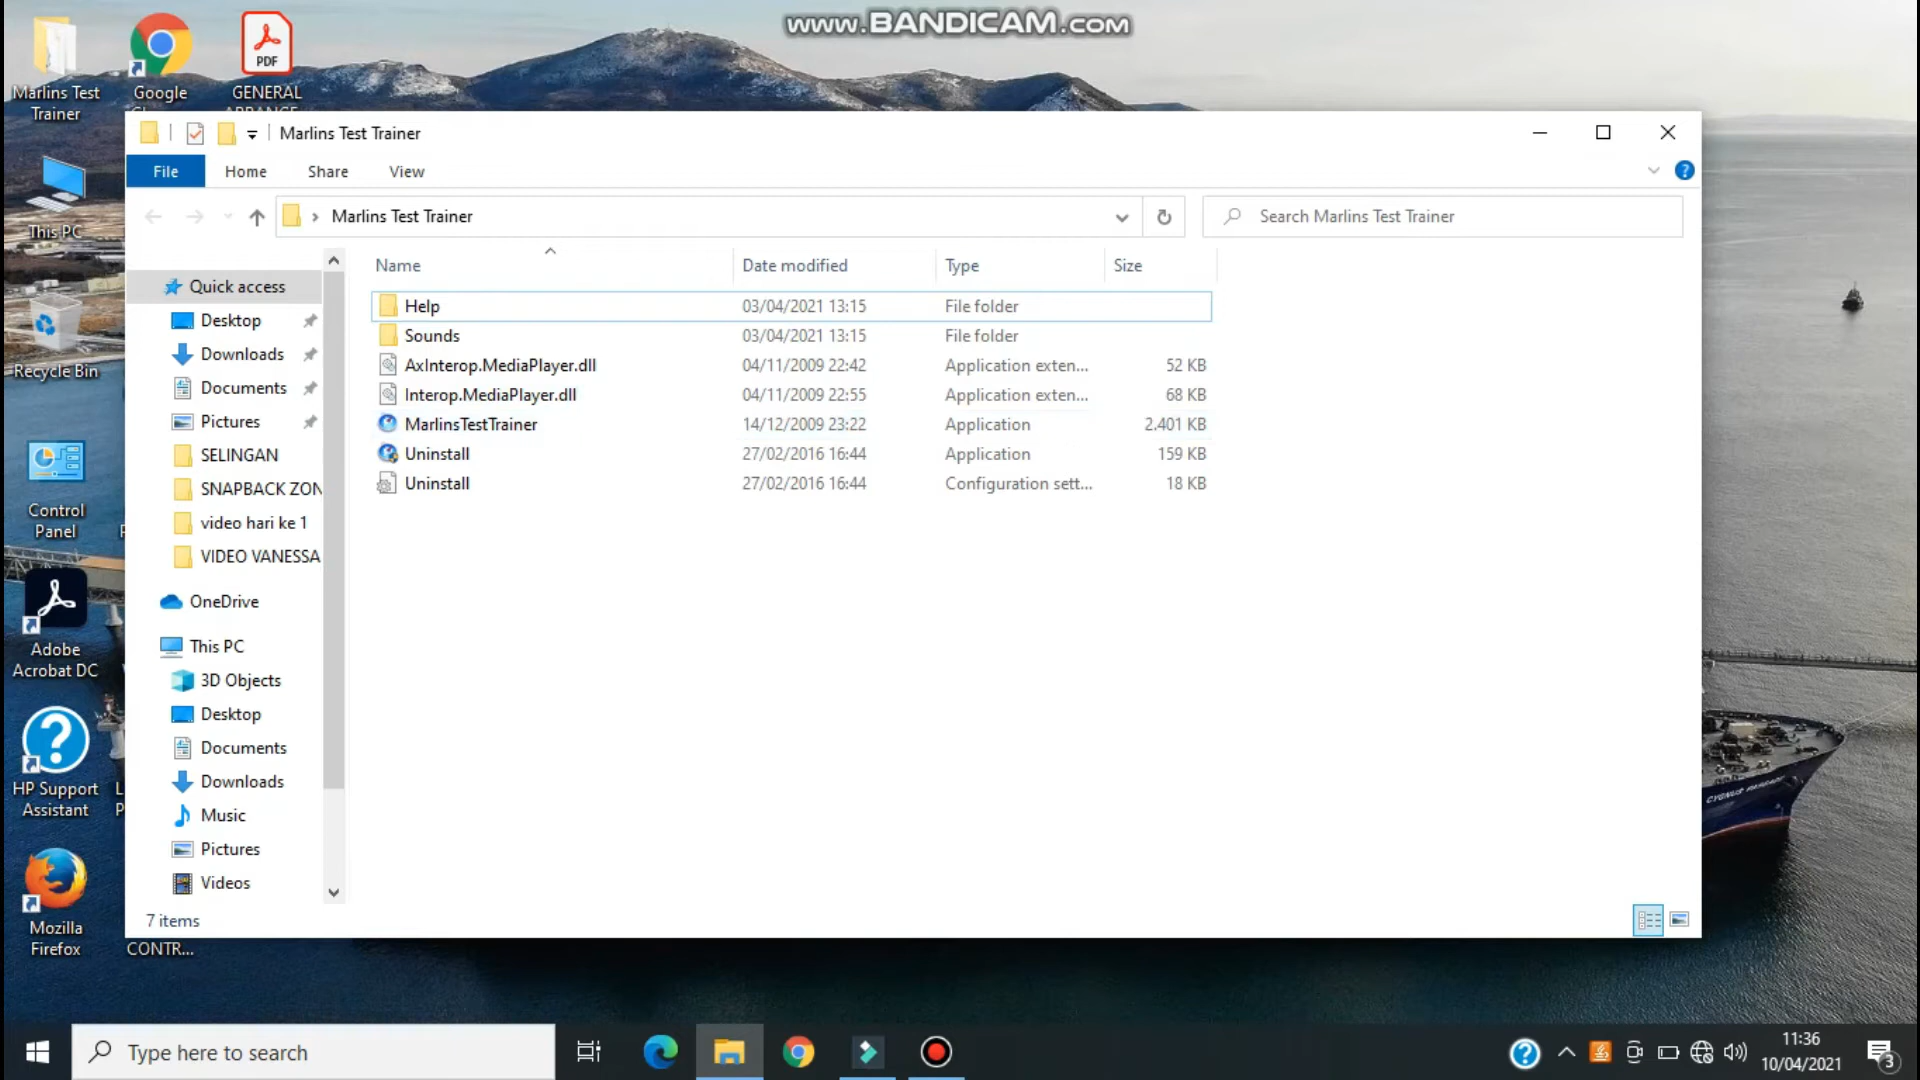 www.BANDICAM.com
Marlins Test
Trainer
Google
PDF
GENERAL
This PC
Recycle Bin
Control
Panel
Adobe
Acrobat DC
HP Support
Assistant
Mozilla
Firefox
CONTR...
Marlins Test Trainer
File Home Share View
Marlins Test Trainer
Search Marlins Test Trainer
Quick access
Desktop
Downloads
Documents
Pictures
SELINGAN
SNAPBACK ZON
video hari ke 1
VIDEO VANESSA
OneDrive
This PC
3D Objects
Desktop
Documents
Downloads
Music
Pictures
Videos
Name Date modified Type Size
Help 03/04/2021 13:15 File folder
Sounds 03/04/2021 13:15 File folder
AxInterop.MediaPlayer.dll 04/11/2009 22:42 Application exten... 52 KB
Interop.MediaPlayer.dll 04/11/2009 22:55 Application exten... 68 KB
MarlinsTestTrainer 14/12/2009 23:22 Application 2.401 KB
Uninstall 27/02/2016 16:44 Application 159 KB
Uninstall 27/02/2016 16:44 Configuration sett... 18 KB
7 items
Type here to search
11:36
10/04/2021
3